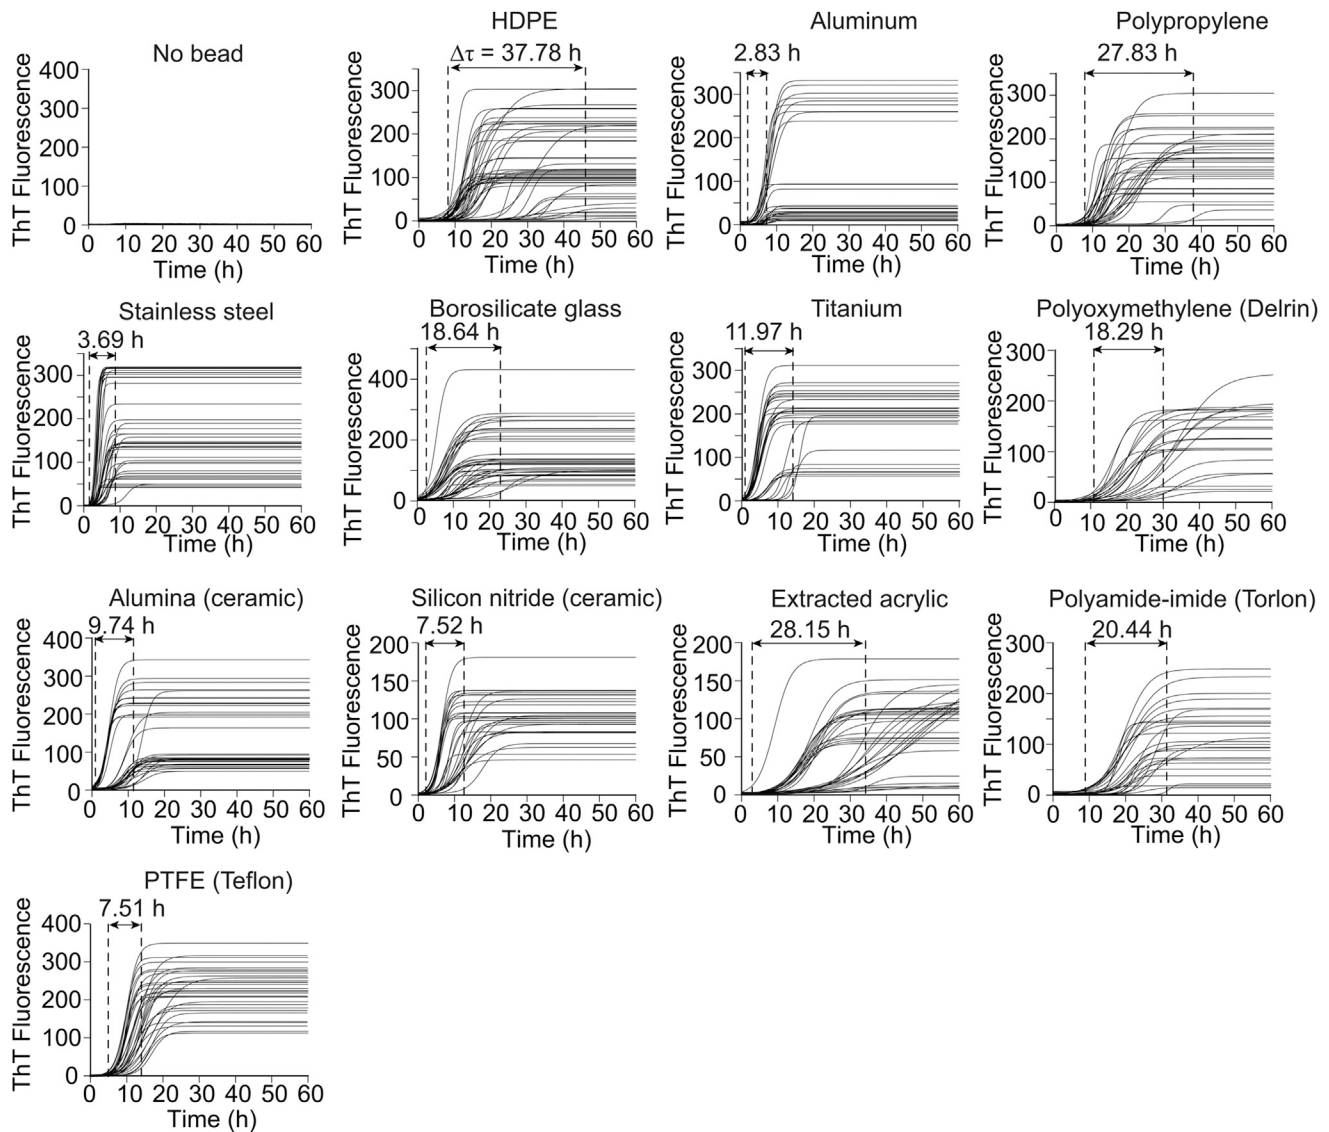 No bead
400
300
200
100
0
0 10 20 30 40 50 60
ThT Fluorescence
Time (h)
HDPE
Δτ = 37.78 h
300
200
100
0
0 10 20 30 40 50 60
ThT Fluorescence
Time (h)
Aluminum
2.83 h
300
200
100
0
0 10 20 30 40 50 60
ThT Fluorescence
Time (h)
Polypropylene
27.83 h
300
200
100
0
0 10 20 30 40 50 60
ThT Fluorescence
Time (h)
Stainless steel
3.69 h
300
200
100
0
0 10 20 30 40 50 60
ThT Fluorescence
Time (h)
Borosilicate glass
18.64 h
400
200
0
0 10 20 30 40 50 60
ThT Fluorescence
Time (h)
Titanium
11.97 h
300
200
100
0
0 10 20 30 40 50 60
ThT Fluorescence
Time (h)
Polyoxymethylene (Delrin)
18.29 h
300
200
100
0
0 10 20 30 40 50 60
ThT Fluorescence
Time (h)
Alumina (ceramic)
9.74 h
400
300
200
100
0
0 10 20 30 40 50 60
ThT Fluorescence
Time (h)
Silicon nitride (ceramic)
7.52 h
200
150
100
50
0
0 10 20 30 40 50 60
ThT Fluorescence
Time (h)
Extracted acrylic
28.15 h
200
150
100
50
0
0 10 20 30 40 50 60
ThT Fluorescence
Time (h)
Polyamide-imide (Torlon)
20.44 h
300
200
100
0
0 10 20 30 40 50 60
ThT Fluorescence
Time (h)
PTFE (Teflon)
7.51 h
400
300
200
100
0
0 10 20 30 40 50 60
ThT Fluorescence
Time (h)